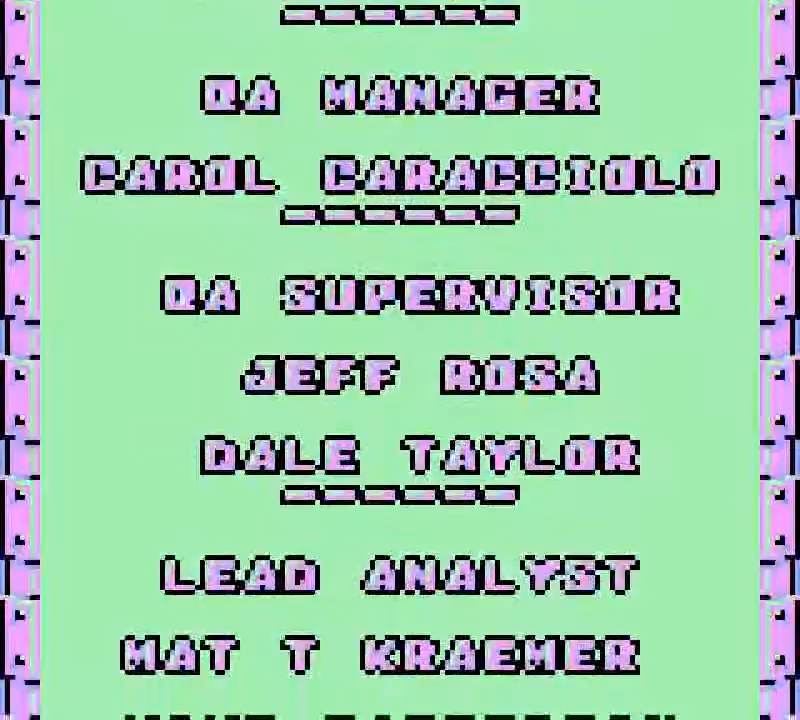 QA MANAGER
CAROL CARACCIOLO
QA SUPERVISOR
JEFF ROSA
DALE TAYLOR
LEAD ANALYST
MAT T KRAEMER